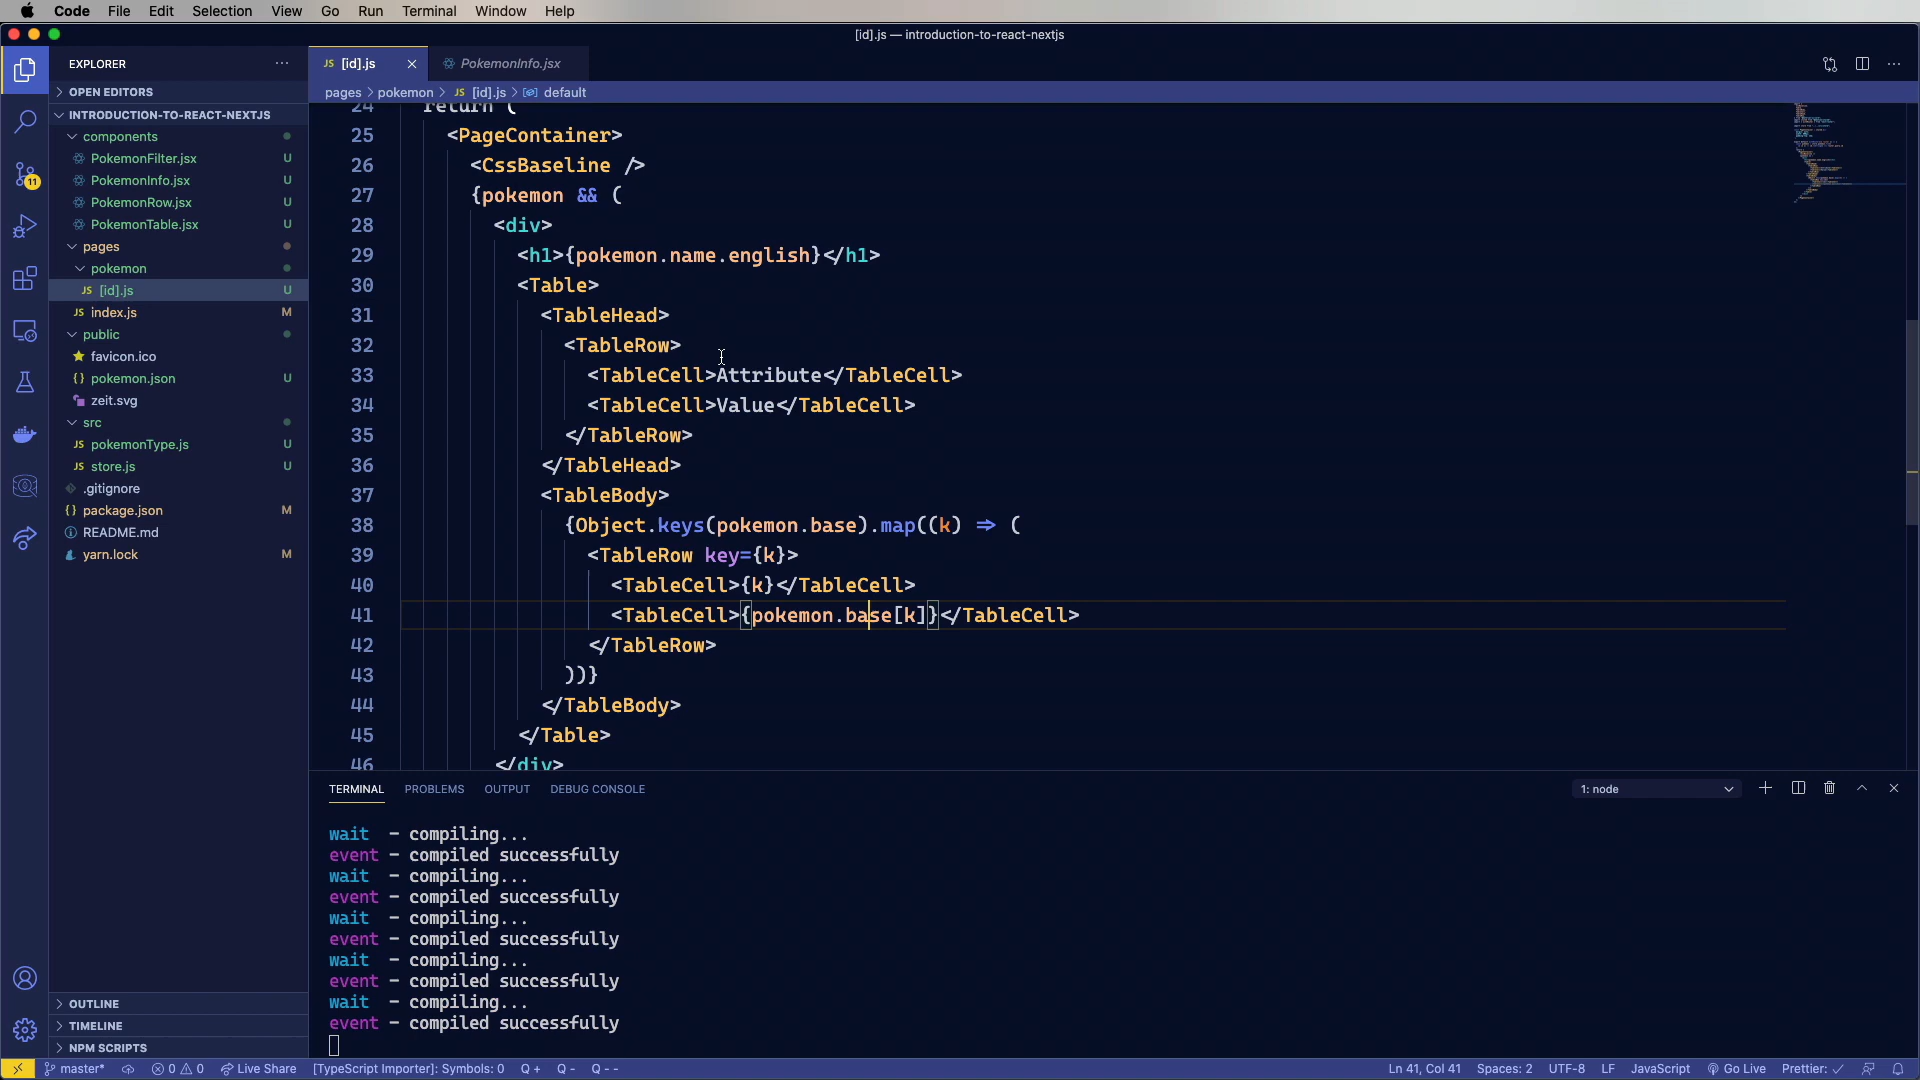 Code File Edit Selection View Go Run Terminal Window Help
[id].js — introduction-to-react-nextjs
EXPLORER
OPEN EDITORS
INTRODUCTION-TO-REACT-NEXTJS
components
PokemonFilter.jsx U
PokemonInfo.jsx U
PokemonRow.jsx U
PokemonTable.jsx U
pages
pokemon
JS [id].js U
JS index.js M
public
favicon.ico
{} pokemon.json U
zeit.svg
src
JS pokemonType.js U
JS store.js U
.gitignore
{} package.json M
README.md
yarn.lock M
OUTLINE
TIMELINE
NPM SCRIPTS
11
JS [id].js
PokemonInfo.jsx
pages > pokemon > JS [id].js > default
24 return (
25 <PageContainer>
26 <CssBaseline />
27 {pokemon && (
28 <div>
29 <h1>{pokemon.name.english}</h1>
30 <Table>
31 <TableHead>
32 <TableRow>
33 <TableCell>Attribute</TableCell>
34 <TableCell>Value</TableCell>
35 </TableRow>
36 </TableHead>
37 <TableBody>
38 {Object.keys(pokemon.base).map((k) => (
39 <TableRow key={k}>
40 <TableCell>{k}</TableCell>
41 <TableCell>{pokemon.base[k]}</TableCell>
42 </TableRow>
43 ))}
44 </TableBody>
45 </Table>
46 </div>
TERMINAL PROBLEMS OUTPUT DEBUG CONSOLE
1: node
wait - compiling...
event - compiled successfully
wait - compiling...
event - compiled successfully
wait - compiling...
event - compiled successfully
wait - compiling...
event - compiled successfully
wait - compiling...
event - compiled successfully
master* 0 0 Live Share [TypeScript Importer]: Symbols: 0 Q + Q - Q - -
Ln 41, Col 41 Spaces: 2 UTF-8 LF JavaScript Go Live Prettier: ✓